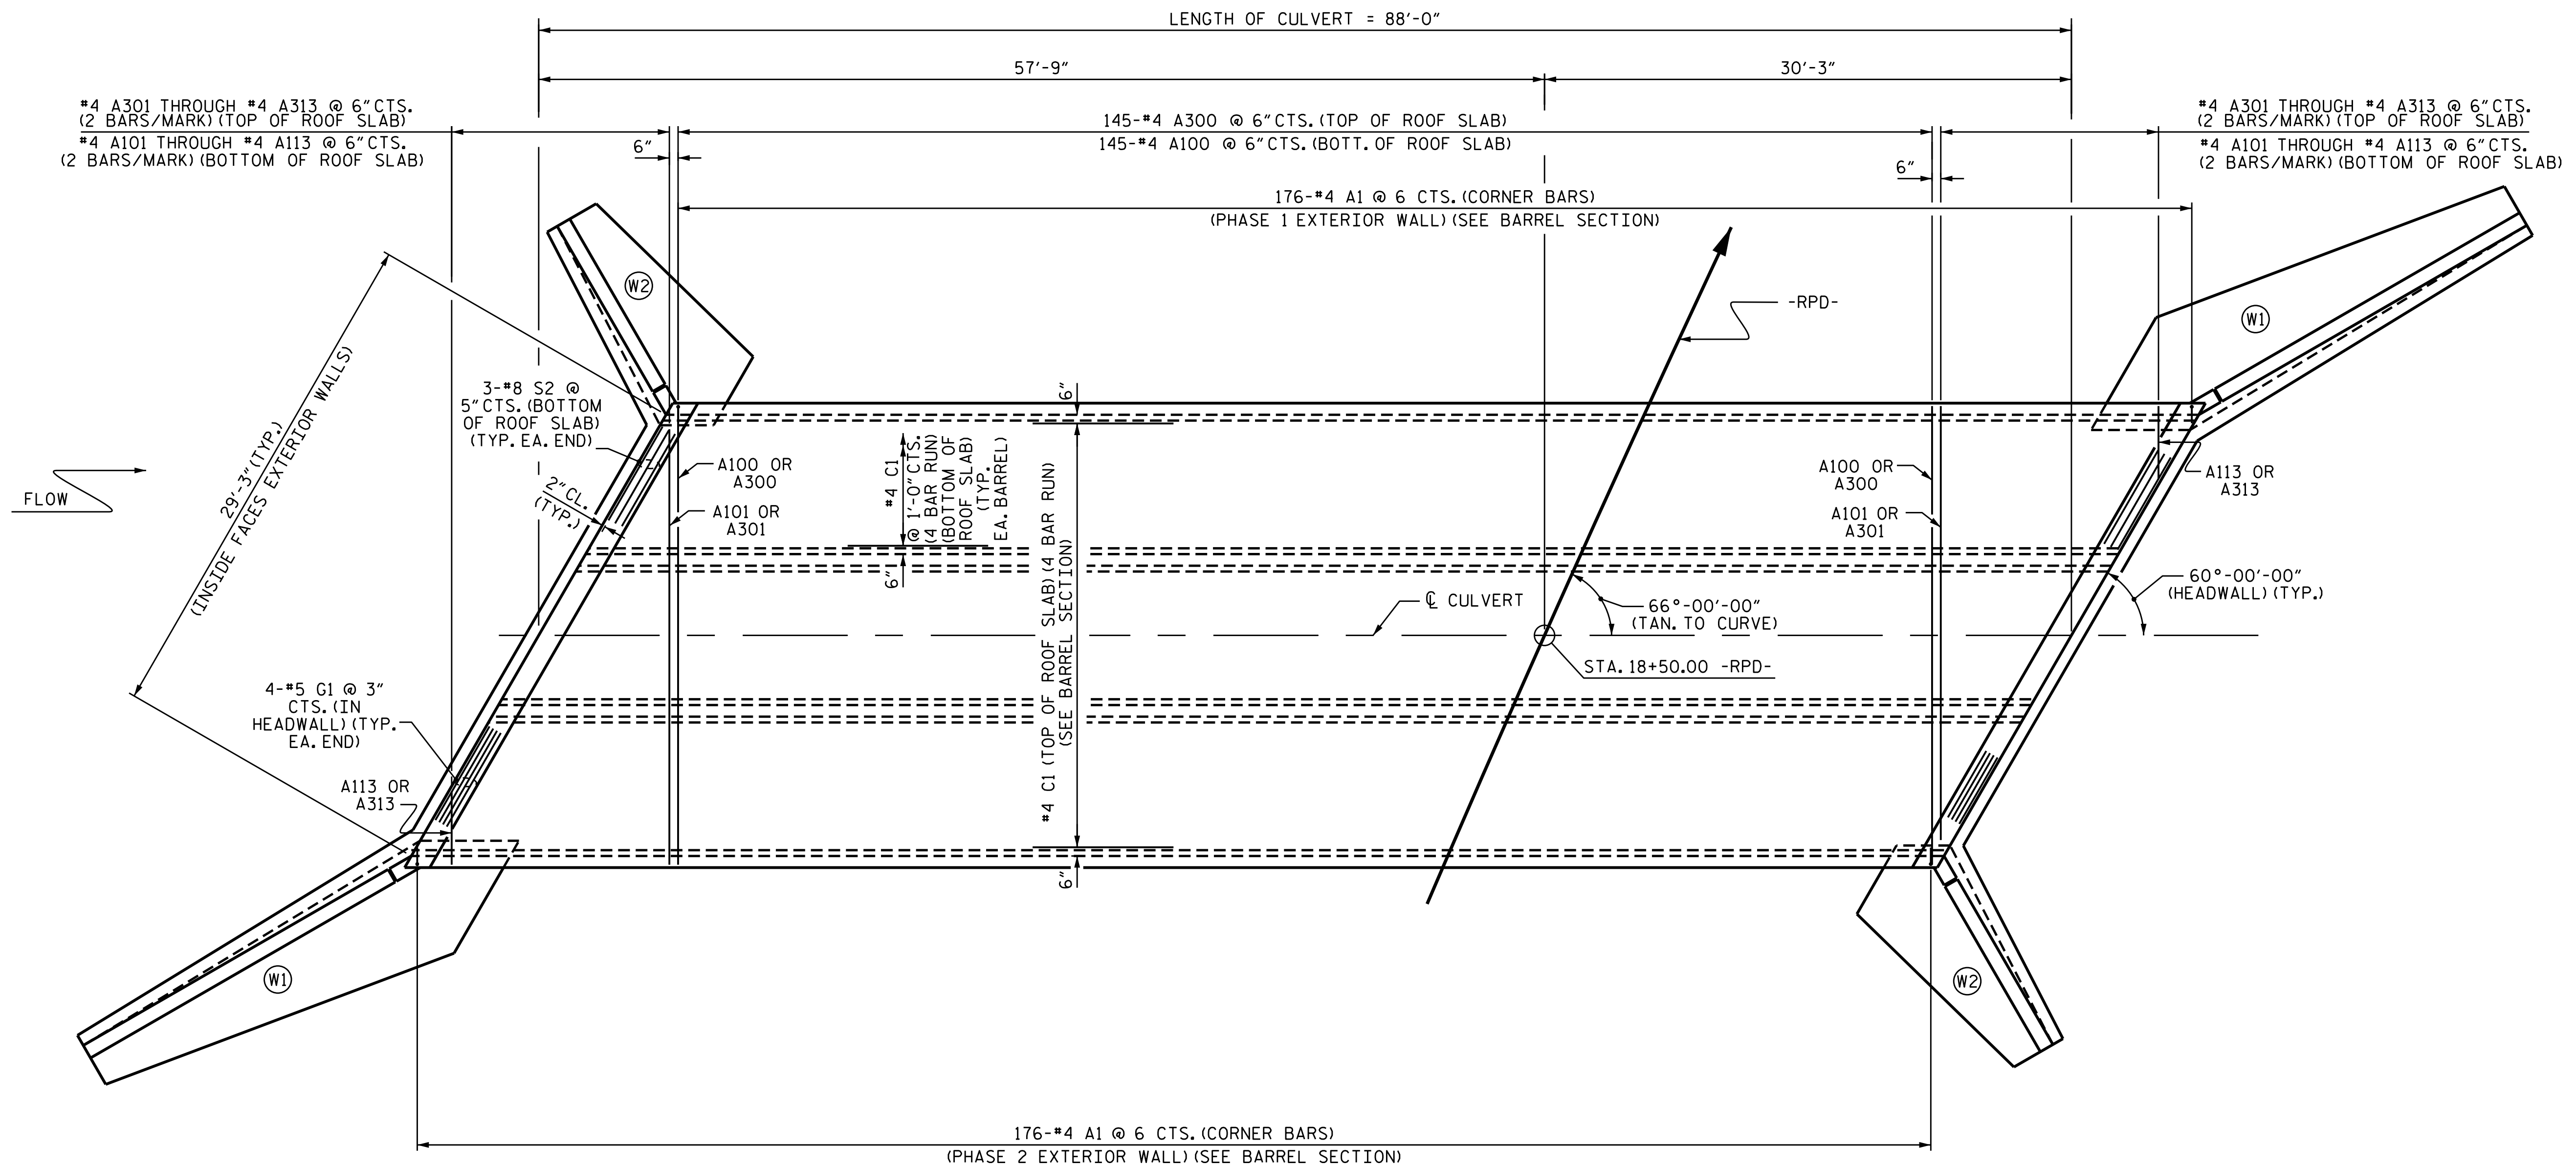 LENGTH OF CULVERT = 88'-0"
57'-9"
30'-3"
#4 A301 THROUGH #4 A313 @ 6"CTS.
(2 BARS/MARK)(TOP OF ROOF SLAB)
#4 A101 THROUGH #4 A113 @ 6"CTS.
(2 BARS/MARK)(BOTTOM OF ROOF SLAB)
6"
145-#4 A300 @ 6"CTS.(TOP OF ROOF SLAB)
145-#4 A100 @ 6"CTS.(BOTT.OF ROOF SLAB)
#4 A301 THROUGH #4 A313 @ 6"CTS.
(2 BARS/MARK)(TOP OF ROOF SLAB)
#4 A101 THROUGH #4 A113 @ 6"CTS.
(2 BARS/MARK)(BOTTOM OF ROOF SLAB)
6"
176-#4 A1 @ 6 CTS.(CORNER BARS)
(PHASE 1 EXTERIOR WALL)(SEE BARREL SECTION)
W2
W1
-RPD-
29'-3"(TYP.)
(INSIDE FACES EXTERIOR WALLS)
3-#8 S2 @
5"CTS.(BOTTOM
OF ROOF SLAB)
(TYP.EA.END)
2"CL.
(TYP.)
FLOW
A100 OR
A300
A101 OR
A301
#4 C1
@ 1'-0"CTS.
(4 BAR RUN)
(BOTTOM OF
ROOF SLAB)
(TYP.
EA.BARREL)
6"
6"
#4 C1 (TOP OF ROOF SLAB)(4 BAR RUN)
(SEE BARREL SECTION)
6"
A100 OR
A300
A101 OR
A301
A113 OR
A313
60°-00'-00"
(HEADWALL)(TYP.)
℄ CULVERT
66°-00'-00"
(TAN.TO CURVE)
STA.18+50.00 -RPD-
4-#5 G1 @ 3"
CTS.(IN
HEADWALL)(TYP.
EA.END)
A113 OR
A313
W1
W2
176-#4 A1 @ 6 CTS.(CORNER BARS)
(PHASE 2 EXTERIOR WALL)(SEE BARREL SECTION)